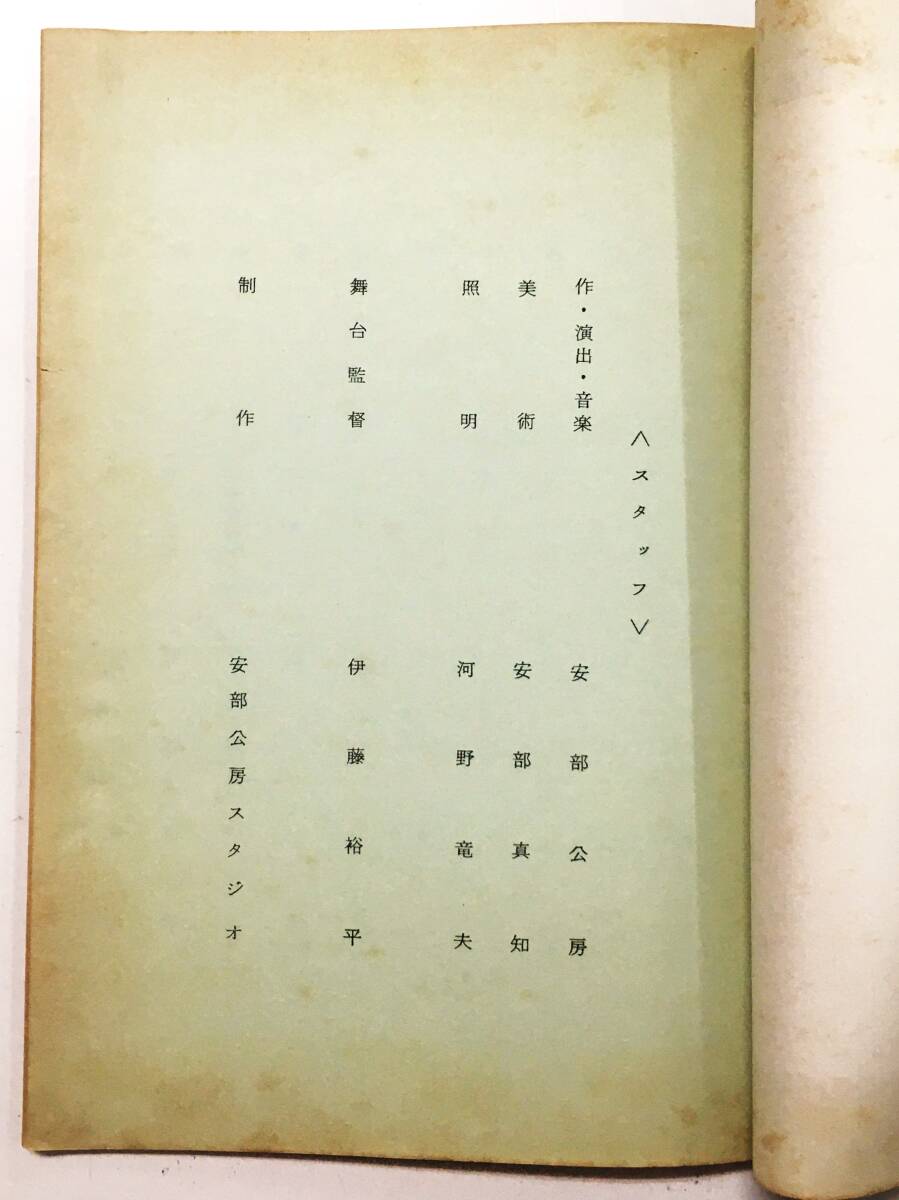 〈スタッフ〉
作・演出・音楽 安部公房
美術 安部真知
照明 河野竜夫
舞台監督 伊藤裕平
制作 安部公房スタジオ